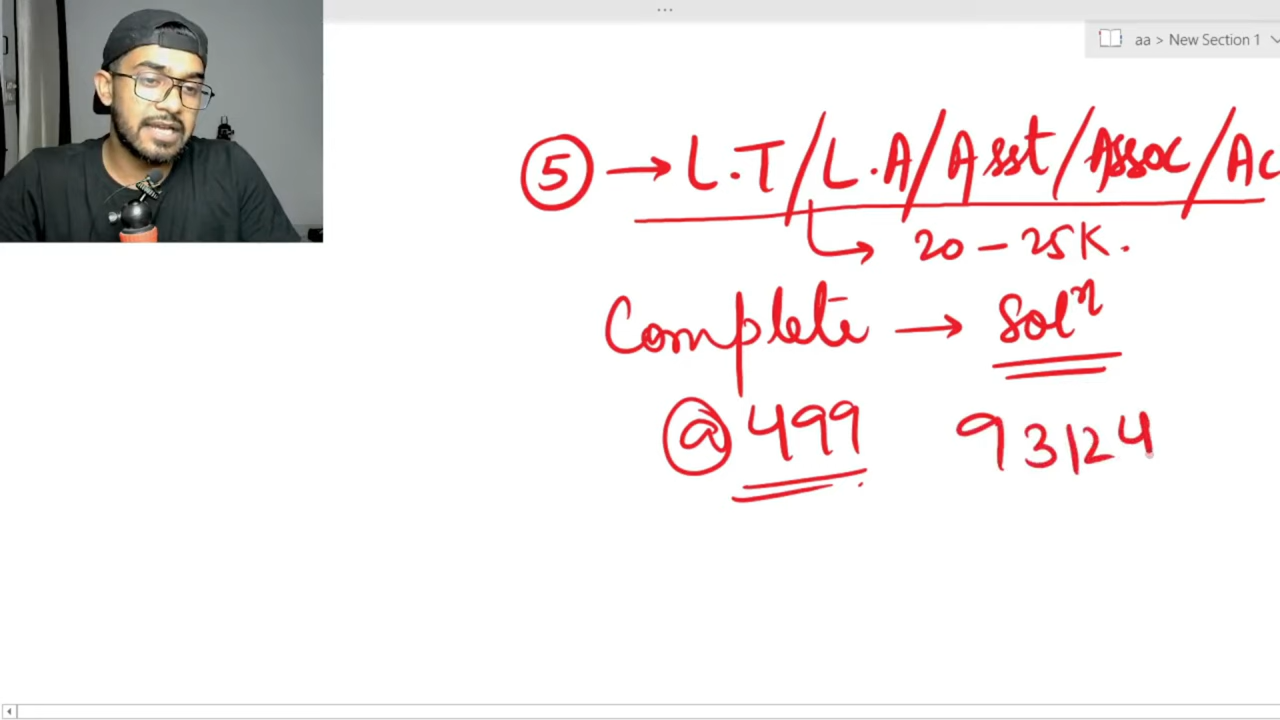 aa > New Section 1
⑤ → L.T / L.A / Asst / Assoc / Ac
↳ 20 - 25K.
Complete → Solⁿ
@ 499 93124